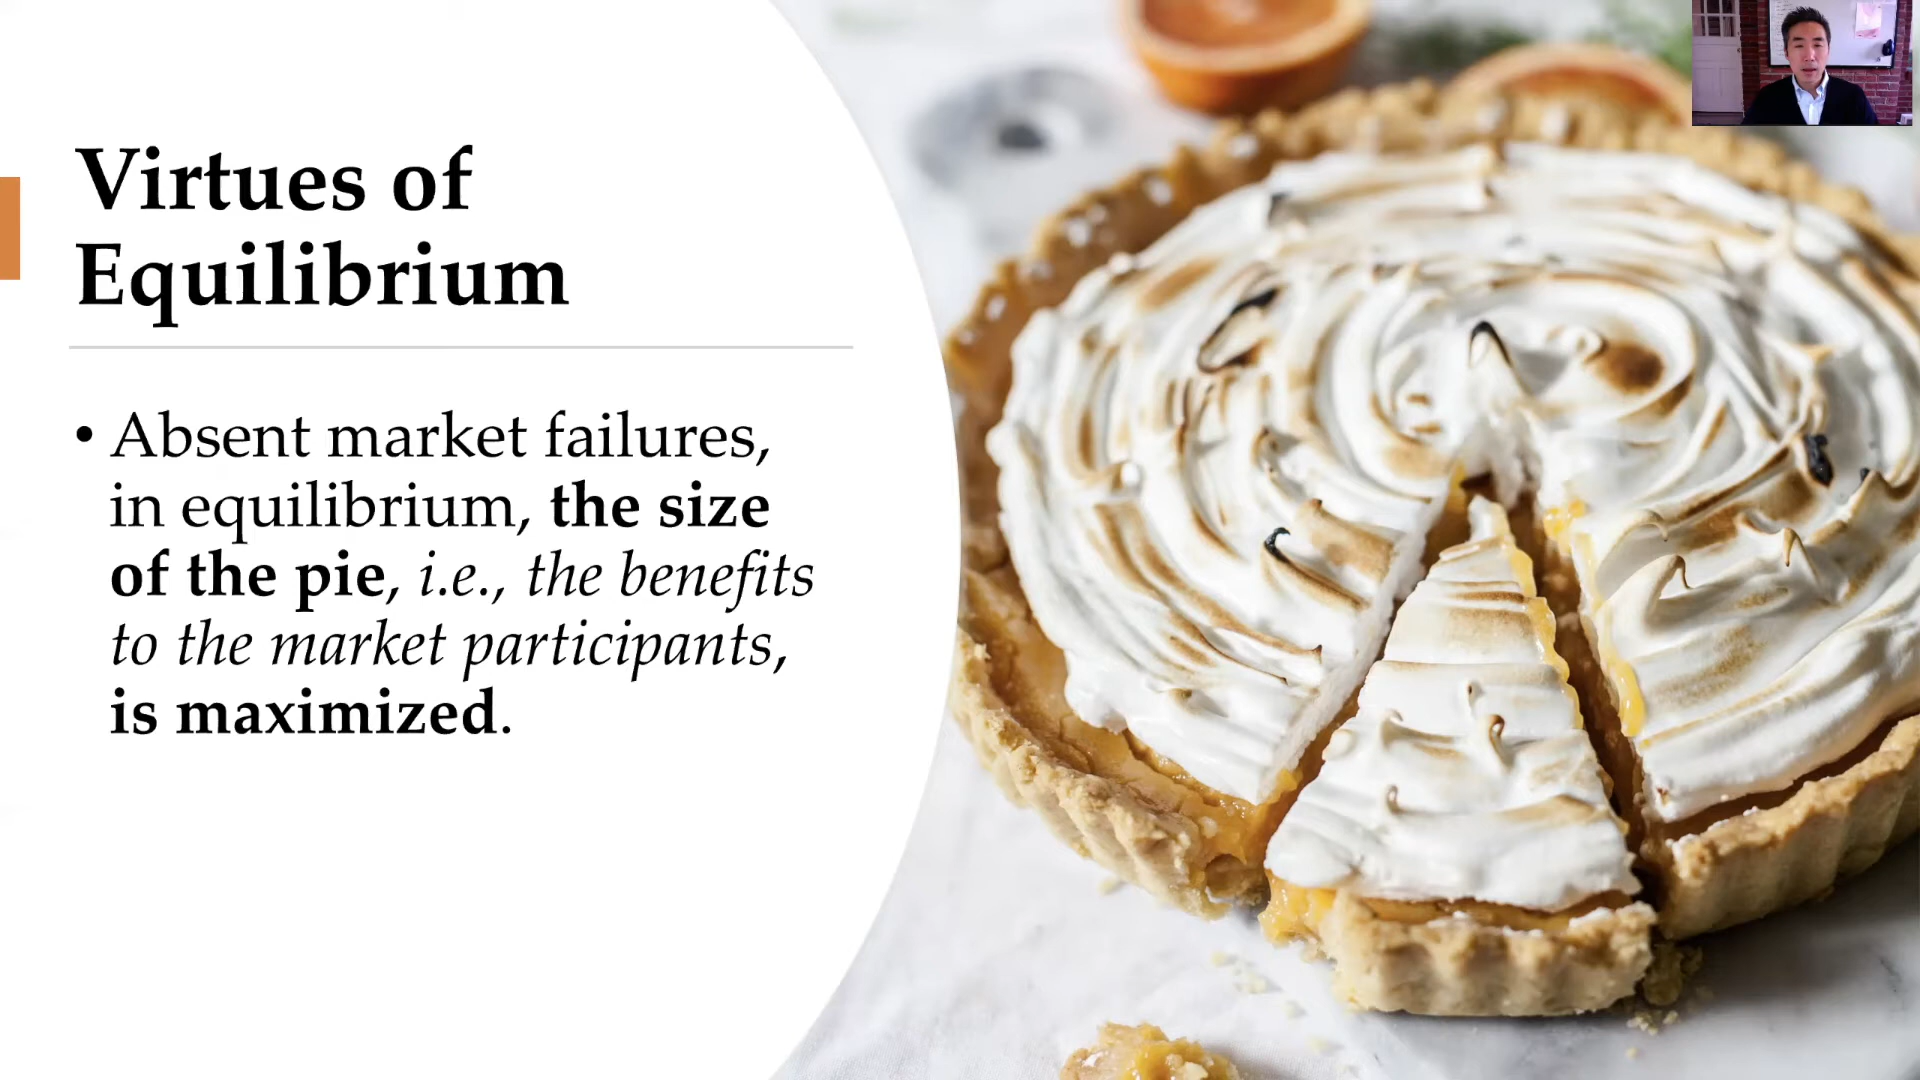 Virtues of
Equilibrium
• Absent market failures,
in equilibrium, the size
of the pie, i.e., the benefits
to the market participants,
is maximized.